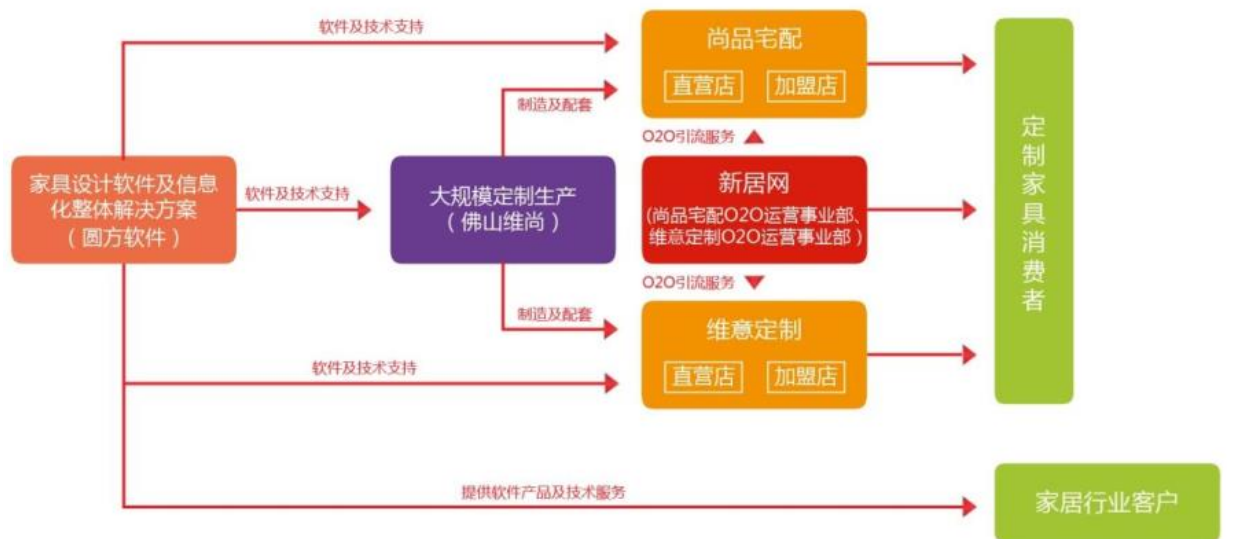 软件及技术支持
尚品宅配
直营店 加盟店
制造及配套
O2O引流服务
家具设计软件及信息
化整体解决方案
(圆方软件)
软件及技术支持
大规模定制生产
(佛山维尚)
新居网
(尚品宅配O2O运营事业部、
维意定制O2O运营事业部)
定制家具消费者
O2O引流服务
制造及配套
维意定制
直营店 加盟店
软件及技术支持
提供软件产品及技术服务
家居行业客户